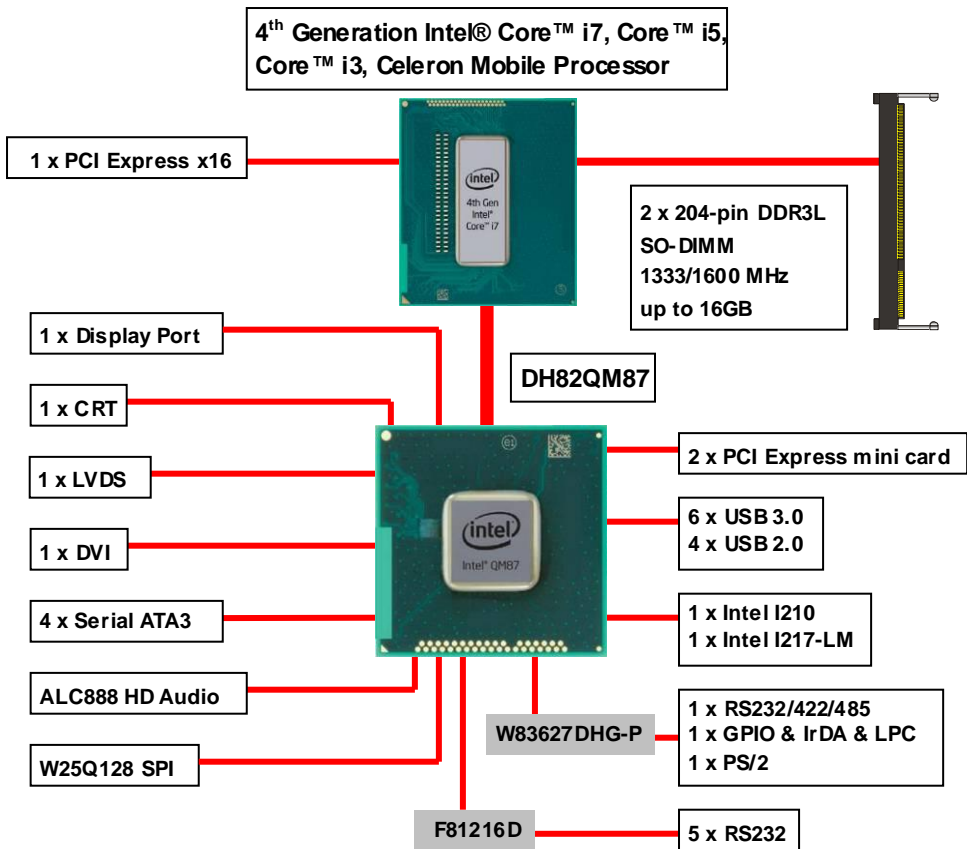 4th Generation Intel® Core™ i7, Core™ i5,
Core™ i3, Celeron Mobile Processor
1 x PCI Express x16
intel
4th Gen
Intel®
Core™ i7
2 x 204-pin DDR3L
SO-DIMM
1333/1600 MHz
up to 16GB
1 x Display Port
DH82QM87
1 x CRT
e1
2 x PCI Express mini card
1 x LVDS
6 x USB 3.0
4 x USB 2.0
intel
Intel® QM87
1 x DVI
4 x Serial ATA3
1 x Intel I210
1 x Intel I217-LM
ALC888 HD Audio
W83627DHG-P
1 x RS232/422/485
1 x GPIO & IrDA & LPC
1 x PS/2
W25Q128 SPI
F81216D
5 x RS232